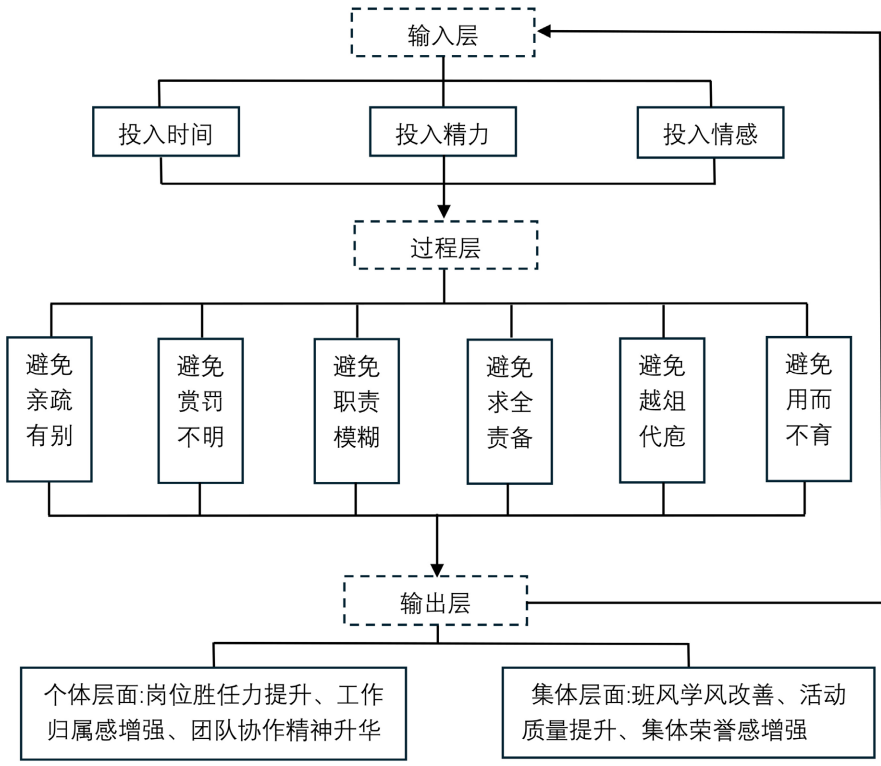 输入层
投入时间
投入精力
投入情感
过程层
避免
亲疏
有别
避免
赏罚
不明
避免
职责
模糊
避免
求全
责备
避免
越俎
代庖
避免
用而
不育
输出层
个体层面:岗位胜任力提升、工作
归属感增强、团队协作精神升华
集体层面:班风学风改善、活动
质量提升、集体荣誉感增强